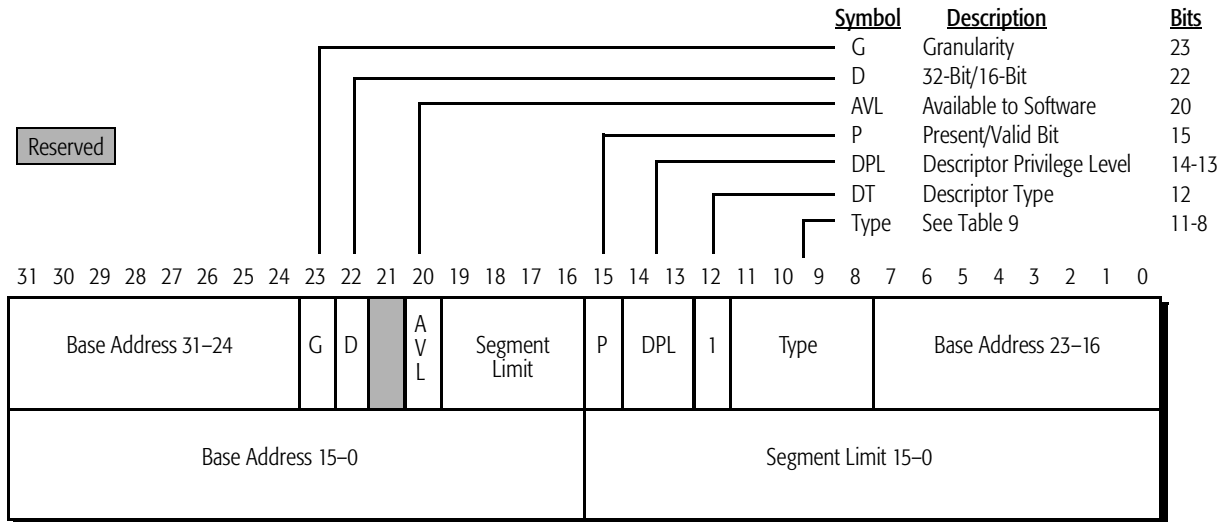 Symbol Description Bits
G Granularity 23
D 32-Bit/16-Bit 22
AVL Available to Software 20
P Present/Valid Bit 15
Reserved
DPL Descriptor Privilege Level 14-13
DT Descriptor Type 12
Type See Table 9 11-8
31 30 29 28 27 26 25 24 23 22 21 20 19 18 17 16 15 14 13 12 11 10 9 8 7 6 5 4 3 2 1 0
Base Address 31–24 G D AVL Segment Limit P DPL 1 Type Base Address 23–16
Base Address 15–0 Segment Limit 15–0